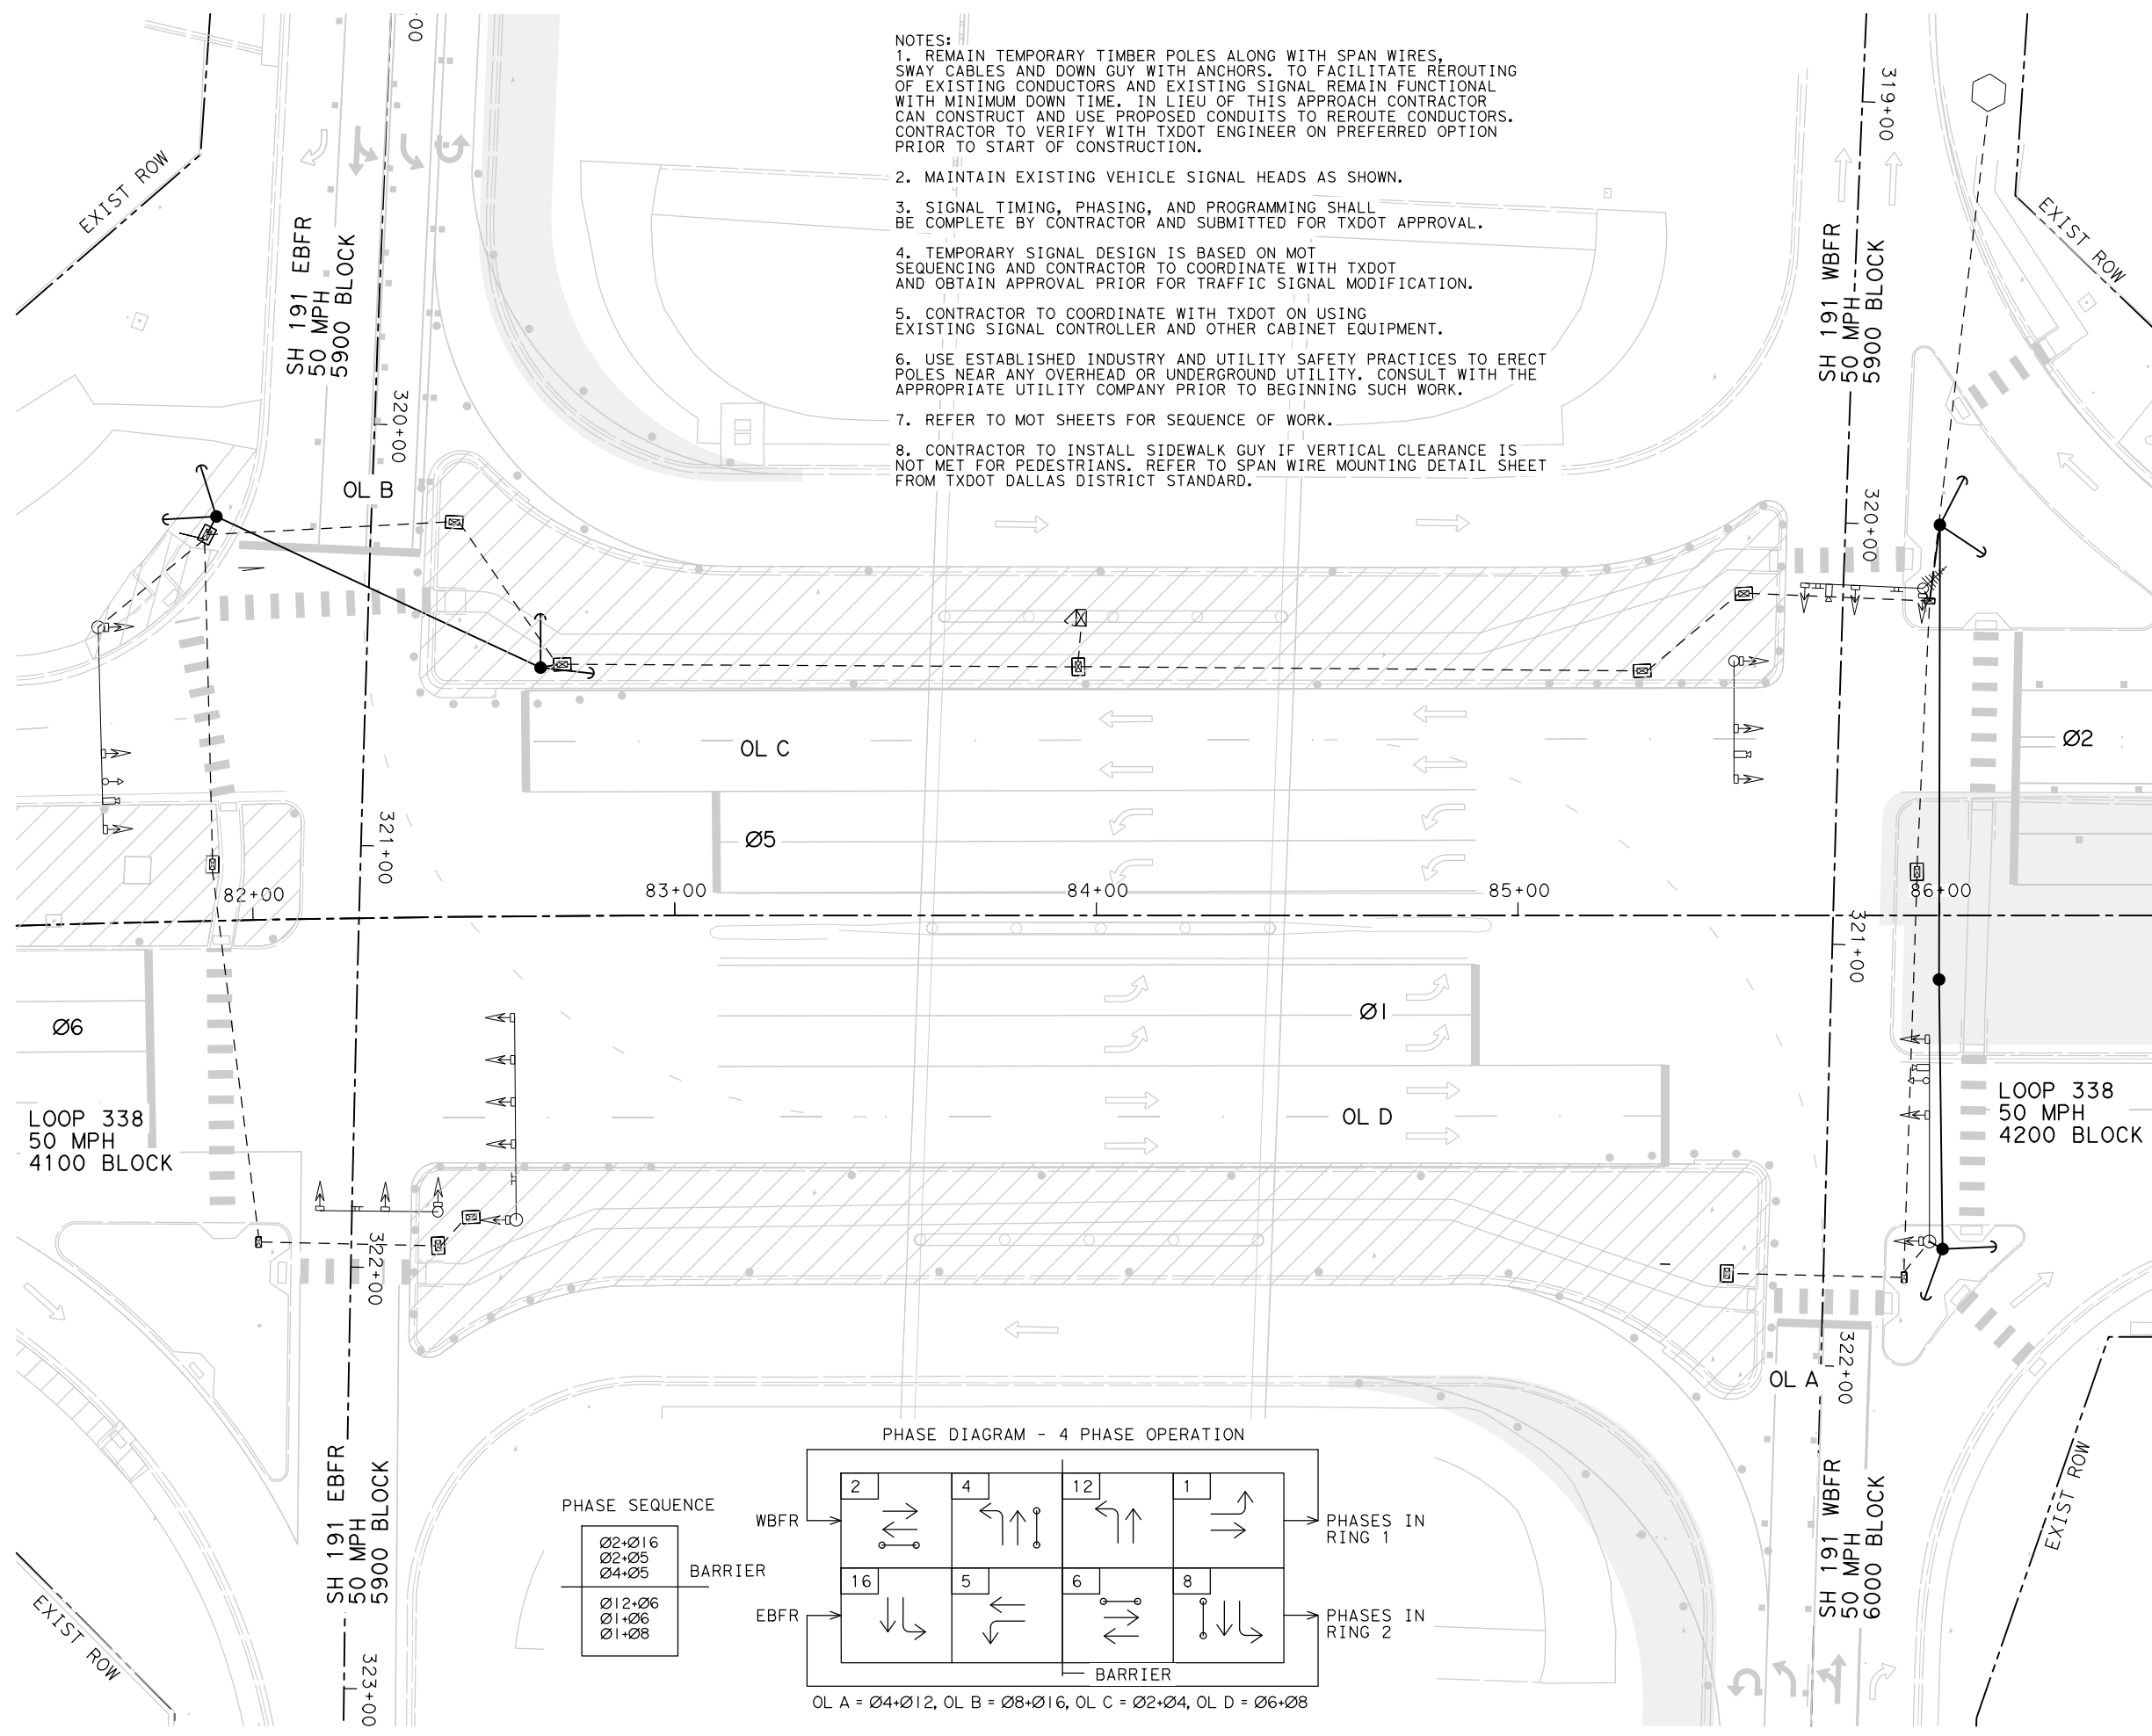 NOTES:
1. REMAIN TEMPORARY TIMBER POLES ALONG WITH SPAN WIRES,
SWAY CABLES AND DOWN GUY WITH ANCHORS. TO FACILITATE REROUTING
OF EXISTING CONDUCTORS AND EXISTING SIGNAL REMAIN FUNCTIONAL
WITH MINIMUM DOWN TIME. IN LIEU OF THIS APPROACH CONTRACTOR
CAN CONSTRUCT AND USE PROPOSED CONDUITS TO REROUTE CONDUCTORS.
CONTRACTOR TO VERIFY WITH TXDOT ENGINEER ON PREFERRED OPTION
PRIOR TO START OF CONSTRUCTION.
2. MAINTAIN EXISTING VEHICLE SIGNAL HEADS AS SHOWN.
3. SIGNAL TIMING, PHASING, AND PROGRAMMING SHALL
BE COMPLETE BY CONTRACTOR AND SUBMITTED FOR TXDOT APPROVAL.
4. TEMPORARY SIGNAL DESIGN IS BASED ON MOT
SEQUENCING AND CONTRACTOR TO COORDINATE WITH TXDOT
AND OBTAIN APPROVAL PRIOR FOR TRAFFIC SIGNAL MODIFICATION.
5. CONTRACTOR TO COORDINATE WITH TXDOT ON USING
EXISTING SIGNAL CONTROLLER AND OTHER CABINET EQUIPMENT.
6. USE ESTABLISHED INDUSTRY AND UTILITY SAFETY PRACTICES TO ERECT
POLES NEAR ANY OVERHEAD OR UNDERGROUND UTILITY. CONSULT WITH THE
APPROPRIATE UTILITY COMPANY PRIOR TO BEGINNING SUCH WORK.
7. REFER TO MOT SHEETS FOR SEQUENCE OF WORK.
8. CONTRACTOR TO INSTALL SIDEWALK GUY IF VERTICAL CLEARANCE IS
NOT MET FOR PEDESTRIANS. REFER TO SPAN WIRE MOUNTING DETAIL SHEET
FROM TXDOT DALLAS DISTRICT STANDARD.
+00
319+00
EXIST ROW
EXIST ROW
SH 191 EBFR
50 MPH
5900 BLOCK
SH 191 WBFR
50 MPH
5900 BLOCK
320+00
320+00
OL B
OL C
Ø2
Ø5
321+00
82+00
83+00
84+00
85+00
86+00
321+00
Ø6
Ø1
OL D
LOOP 338
50 MPH
4100 BLOCK
LOOP 338
50 MPH
4200 BLOCK
322+00
322+00
OL A
SH 191 EBFR
50 MPH
5900 BLOCK
SH 191 WBFR
50 MPH
6000 BLOCK
EXIST ROW
EXIST ROW
323+00
PHASE DIAGRAM - 4 PHASE OPERATION
PHASE SEQUENCE
Ø2+Ø16
Ø2+Ø5
Ø4+Ø5
BARRIER
Ø12+Ø6
Ø1+Ø6
Ø1+Ø8
WBFR
2
4
12
1
PHASES IN
RING 1
EBFR
16
5
6
8
PHASES IN
RING 2
BARRIER
OL A = Ø4+Ø12, OL B = Ø8+Ø16, OL C = Ø2+Ø4, OL D = Ø6+Ø8